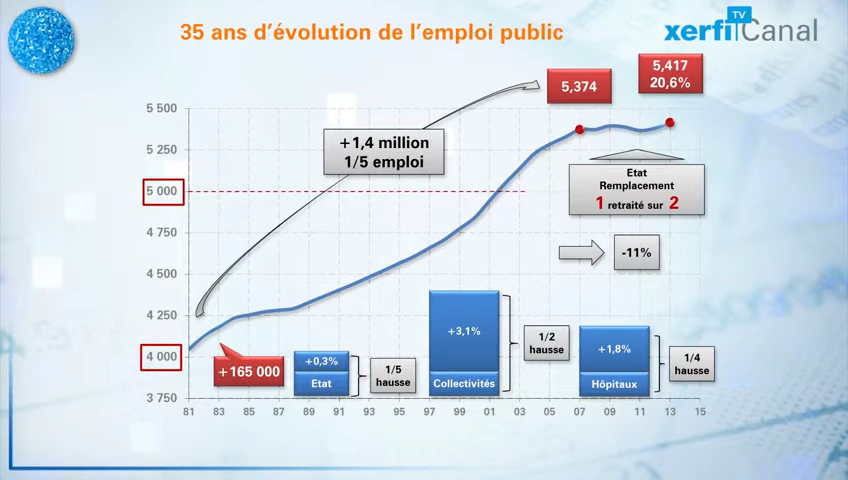 35 ans d'évolution de l'emploi public
xerfi TV Canal
5,374
5,417
20,6%
5 500
5 250
5 000
4 750
4 500
4 250
4 000
3 750
+1,4 million
1/5 emploi
Etat
Remplacement
1 retraité sur 2
-11%
+165 000
+0,3%
Etat
1/5
hausse
+3,1%
Collectivités
1/2
hausse
+1,8%
Hôpitaux
1/4
hausse
81 83 85 87 89 91 93 95 97 99 01 03 05 07 09 11 13 15